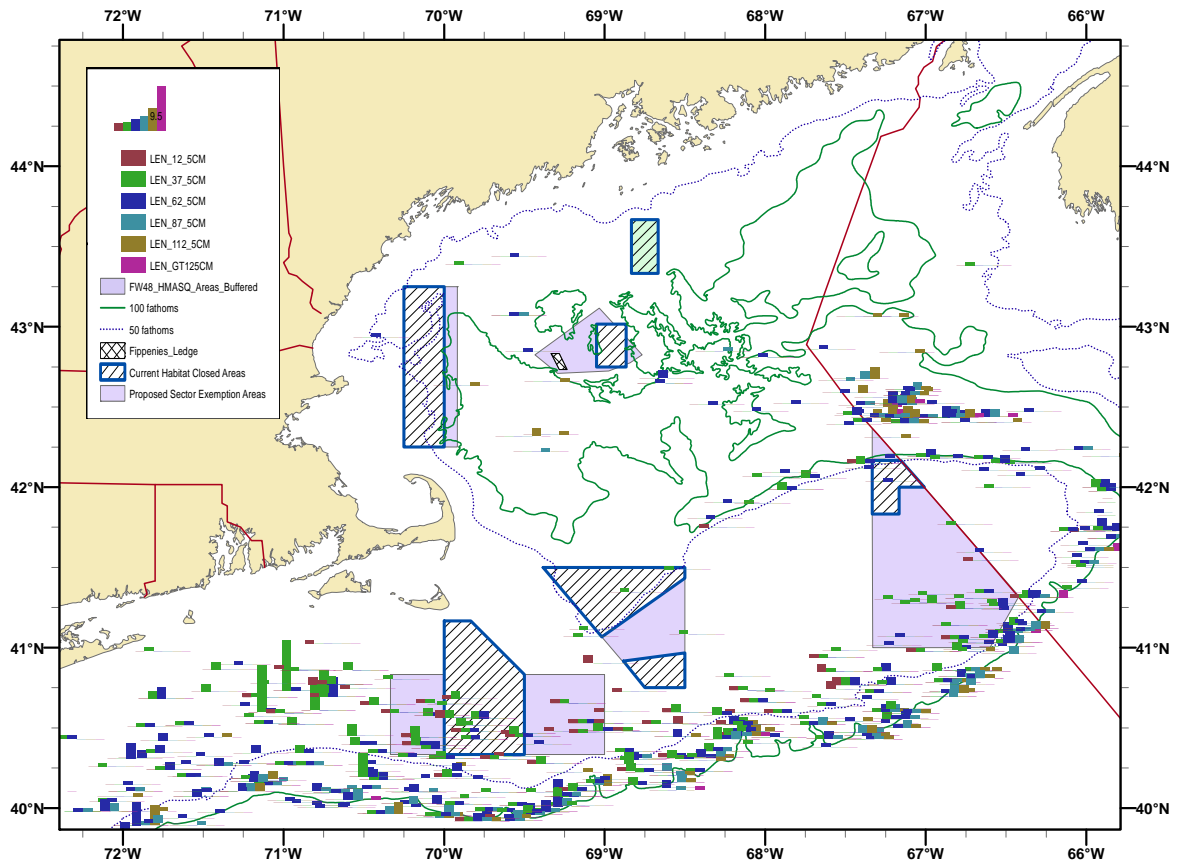 72°W 71°W 70°W 69°W 68°W 67°W 66°W
9.5
LEN_12_5CM
LEN_37_5CM
LEN_62_5CM
LEN_87_5CM
LEN_112_5CM
LEN_GT125CM
FW48_HMASQ_Areas_Buffered
100 fathoms
50 fathoms
Fippenies_Ledge
Current Habitat Closed Areas
Proposed Sector Exemption Areas
44°N 44°N
43°N 43°N
42°N 42°N
41°N 41°N
40°N 40°N
72°W 71°W 70°W 69°W 68°W 67°W 66°W